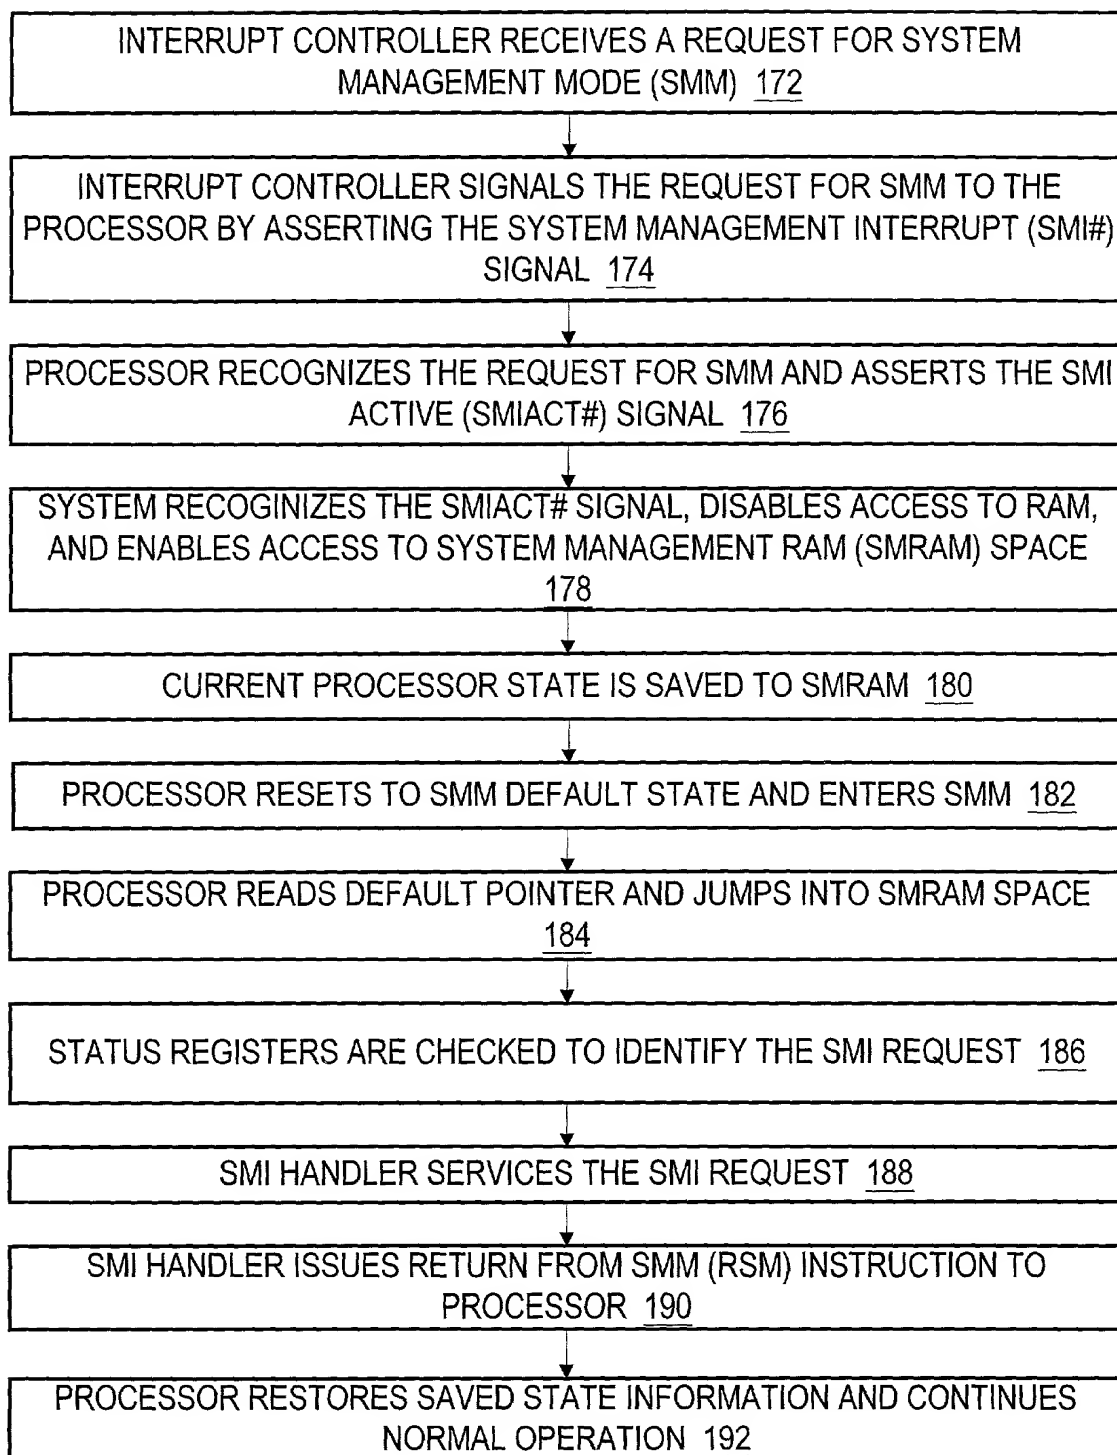 INTERRUPT CONTROLLER RECEIVES A REQUEST FOR SYSTEM
MANAGEMENT MODE (SMM) 172
INTERRUPT CONTROLLER SIGNALS THE REQUEST FOR SMM TO THE
PROCESSOR BY ASSERTING THE SYSTEM MANAGEMENT INTERRUPT (SMI#)
SIGNAL 174
PROCESSOR RECOGNIZES THE REQUEST FOR SMM AND ASSERTS THE SMI
ACTIVE (SMIACT#) SIGNAL 176
SYSTEM RECOGINIZES THE SMIACT# SIGNAL, DISABLES ACCESS TO RAM,
AND ENABLES ACCESS TO SYSTEM MANAGEMENT RAM (SMRAM) SPACE
178
CURRENT PROCESSOR STATE IS SAVED TO SMRAM 180
PROCESSOR RESETS TO SMM DEFAULT STATE AND ENTERS SMM 182
PROCESSOR READS DEFAULT POINTER AND JUMPS INTO SMRAM SPACE
184
STATUS REGISTERS ARE CHECKED TO IDENTIFY THE SMI REQUEST 186
SMI HANDLER SERVICES THE SMI REQUEST 188
SMI HANDLER ISSUES RETURN FROM SMM (RSM) INSTRUCTION TO
PROCESSOR 190
PROCESSOR RESTORES SAVED STATE INFORMATION AND CONTINUES
NORMAL OPERATION 192